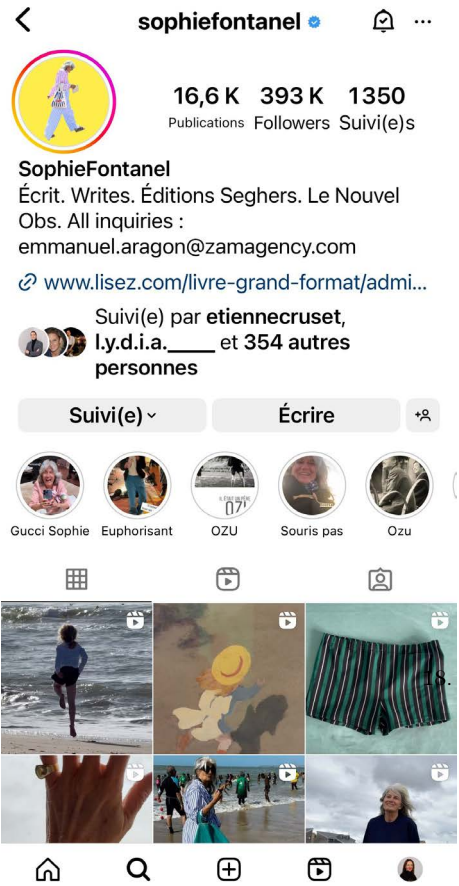 sophiefontanel
16,6 K 393 K 1350
Publications Followers Suivi(e)s
SophieFontanel
Écrit. Writes. Éditions Seghers. Le Nouvel
Obs. All inquiries :
emmanuel.aragon@zamagency.com
www.lisez.com/livre-grand-format/admi...
Suivi(e) par etiennecruset,
l.y.d.i.a._____ et 354 autres
personnes
Suivi(e) Écrire
Gucci Sophie Euphorisant OZU Souris pas Ozu
18.